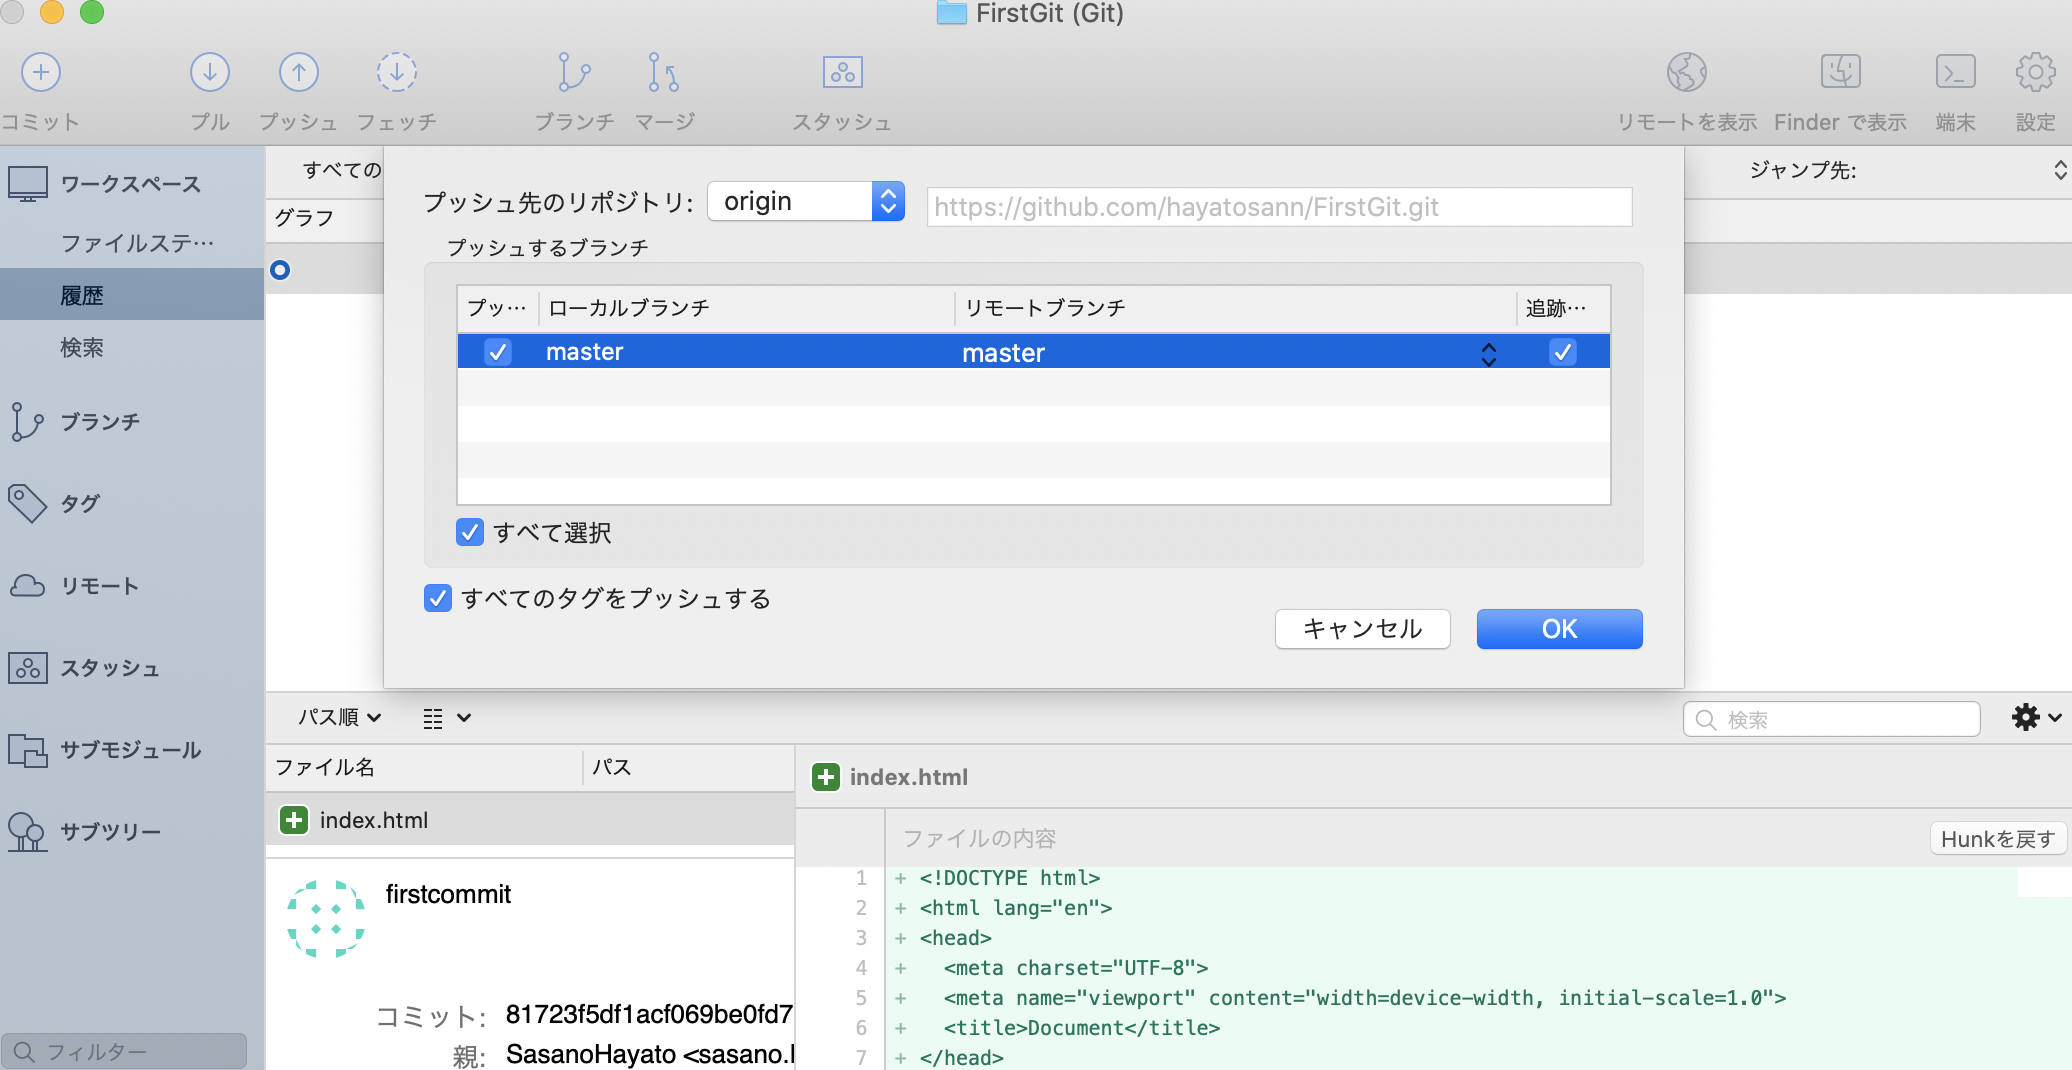 FirstGit (Git)
コミット
プル
プッシュ
フェッチ
ブランチ
マージ
スタッシュ
リモートを表示
Finder で表示
端末
設定
ワークスペース
ファイルステ…
履歴
検索
ブランチ
タグ
リモート
スタッシュ
サブモジュール
サブツリー
フィルター
すべての
ジャンプ先:
グラフ
プッシュ先のリポジトリ: origin https://github.com/hayatosann/FirstGit.git
プッシュするブランチ
プッ… ローカルブランチ リモートブランチ 追跡…
master master
すべて選択
すべてのタグをプッシュする
キャンセル OK
パス順
検索
ファイル名 パス
index.html
firstcommit
コミット: 81723f5df1acf069be0fd7
親: SasanoHayato <sasano.
index.html
ファイルの内容 Hunkを戻す
1 + <!DOCTYPE html>
2 + <html lang="en">
3 + <head>
4 + <meta charset="UTF-8">
5 + <meta name="viewport" content="width=device-width, initial-scale=1.0">
6 + <title>Document</title>
7 + </head>